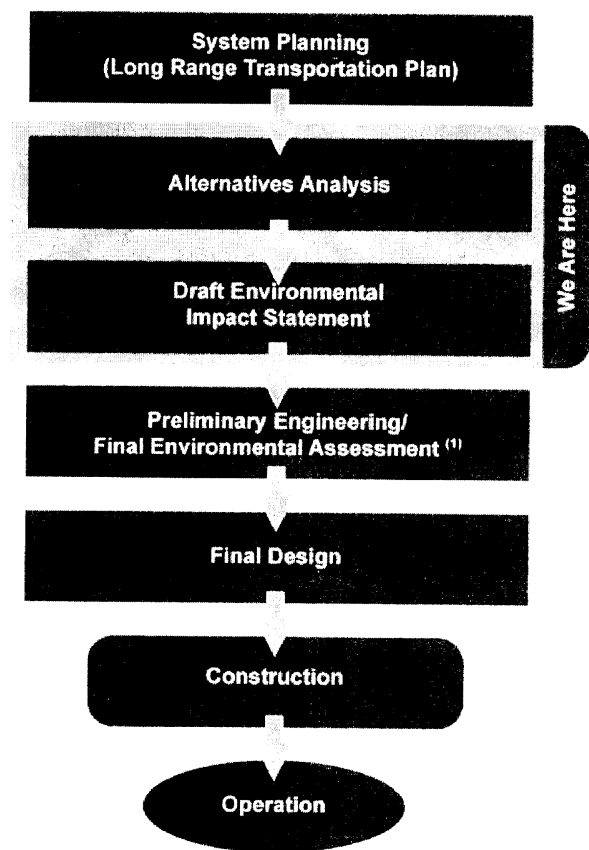 System Planning
(Long Range Transportation Plan)
Alternatives Analysis
Draft Environmental
Impact Statement
We Are Here
Preliminary Engineering/
Final Environmental Assessment (1)
Final Design
Construction
Operation